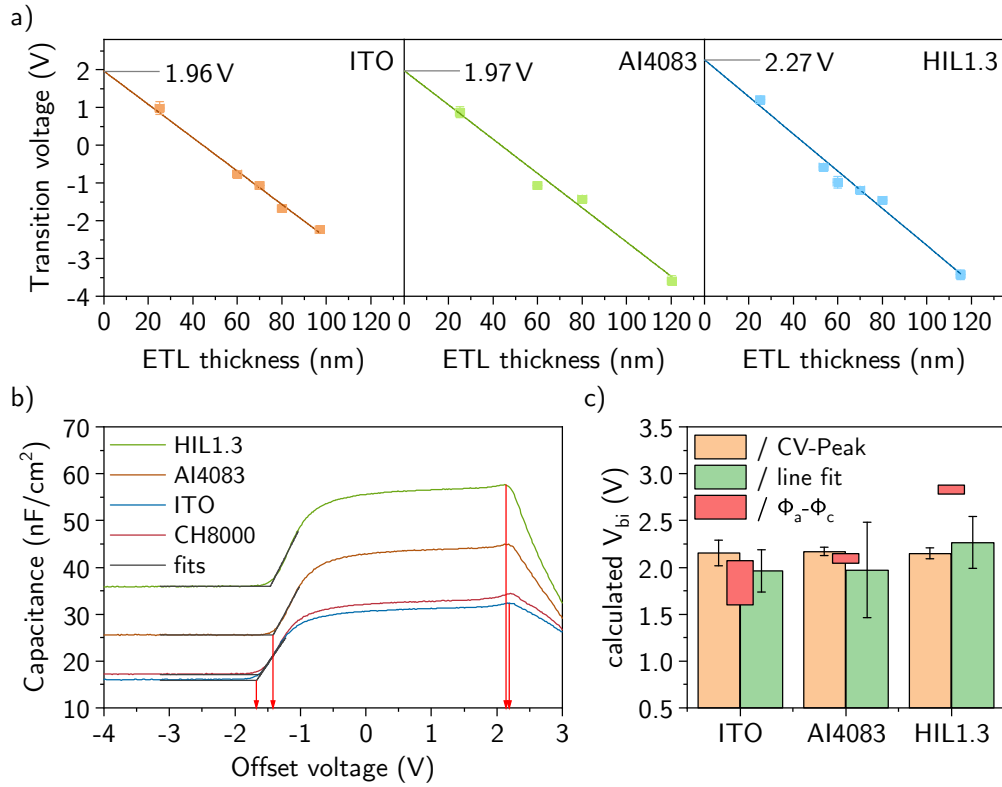 a)
Transition voltage (V)
2
1
0
-1
-2
-3
-4
1.96 V
ITO
1.97 V
AI4083
2.27 V
HIL1.3
0 20 40 60 80 100 120
0 20 40 60 80 100 120
0 20 40 60 80 100 120
ETL thickness (nm)
ETL thickness (nm)
ETL thickness (nm)
b)
Capacitance (nF/cm²)
70
60
50
40
30
20
10
HIL1.3
AI4083
ITO
CH8000
fits
-4 -3 -2 -1 0 1 2 3
Offset voltage (V)
c)
calculated V_bi (V)
3.5
3.0
2.5
2.0
1.5
1.0
0.5
/ CV-Peak
/ line fit
/ Φ_a-Φ_c
ITO AI4083 HIL1.3